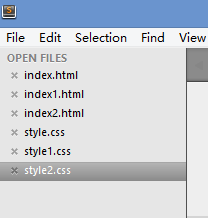 File Edit Selection Find View
OPEN FILES
index.html
index1.html
index2.html
style.css
style1.css
style2.css